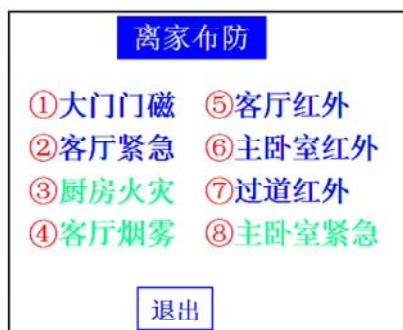 离家布防
①大门门磁 ⑤客厅红外
②客厅紧急 ⑥主卧室红外
③厨房火灾 ⑦过道红外
④客厅烟雾 ⑧主卧室紧急
退出